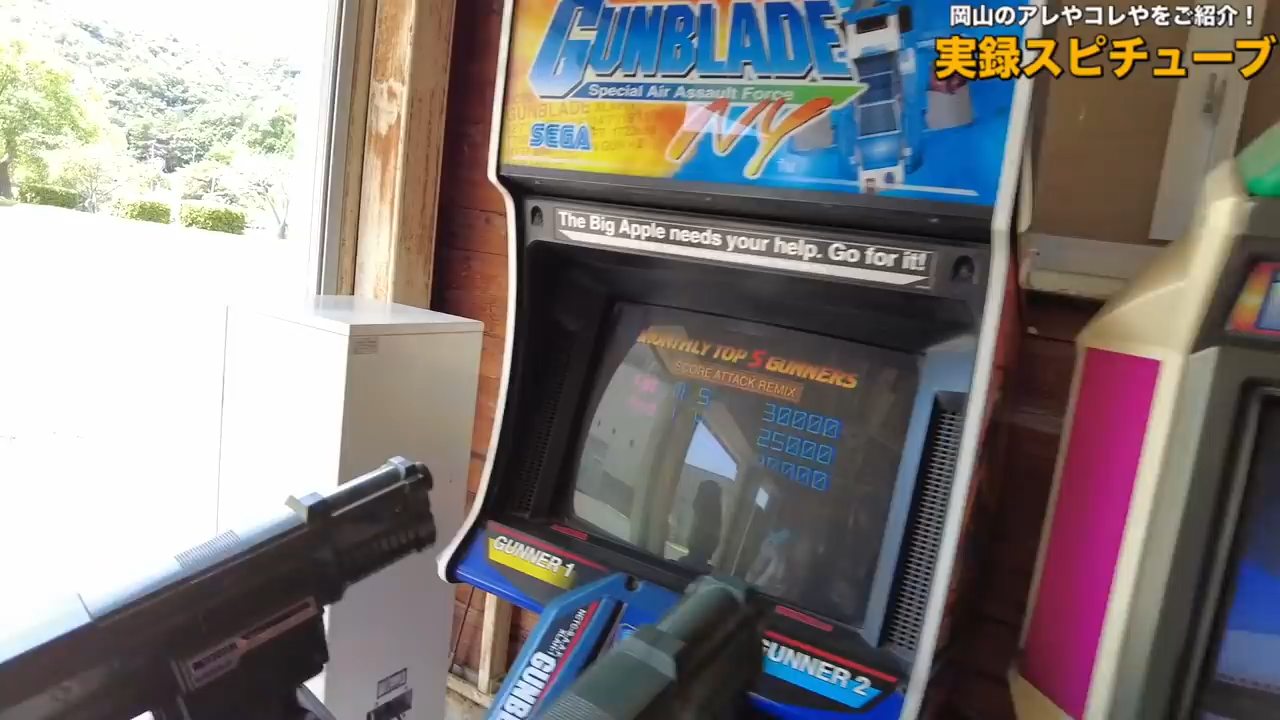 岡山のアレやコレやをご紹介！
実録スピチューブ
GUNBLADE
Special Air Assault Force
NY
SEGA
The Big Apple needs your help. Go for it!
MONTHLY TOP 5 GUNNERS
SCORE ATTACK REMIX
30000
25000
GUNNER 1
GUNNER 2